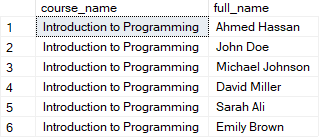 course_name full_name
1 Introduction to Programming Ahmed Hassan
2 Introduction to Programming John Doe
3 Introduction to Programming Michael Johnson
4 Introduction to Programming David Miller
5 Introduction to Programming Sarah Ali
6 Introduction to Programming Emily Brown